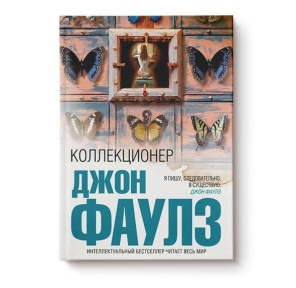 КОЛЛЕКЦИОНЕР
Я ПИШУ, СЛЕДОВАТЕЛЬНО,
Я СУЩЕСТВУЮ.
ДЖОН ФАУЛЗ
ДЖОН
ФАУЛЗ
ИНТЕЛЛЕКТУАЛЬНЫЙ БЕСТСЕЛЛЕР ЧИТАЕТ ВЕСЬ МИР